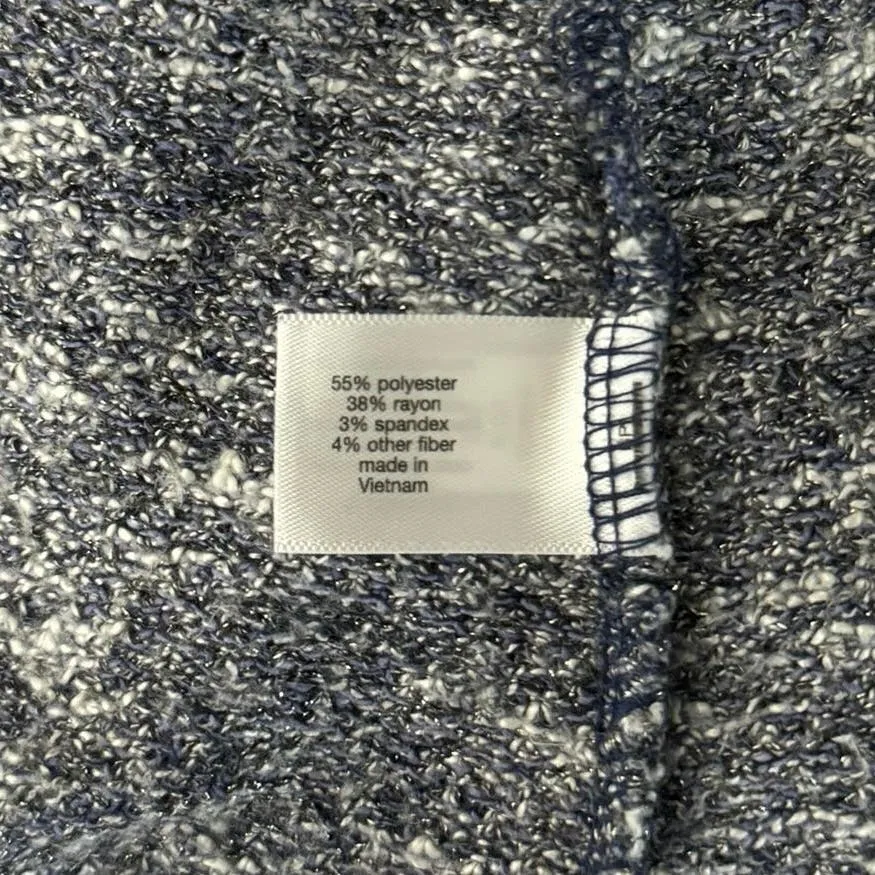 55% polyester
38% rayon
3% spandex
4% other fiber
made in
Vietnam